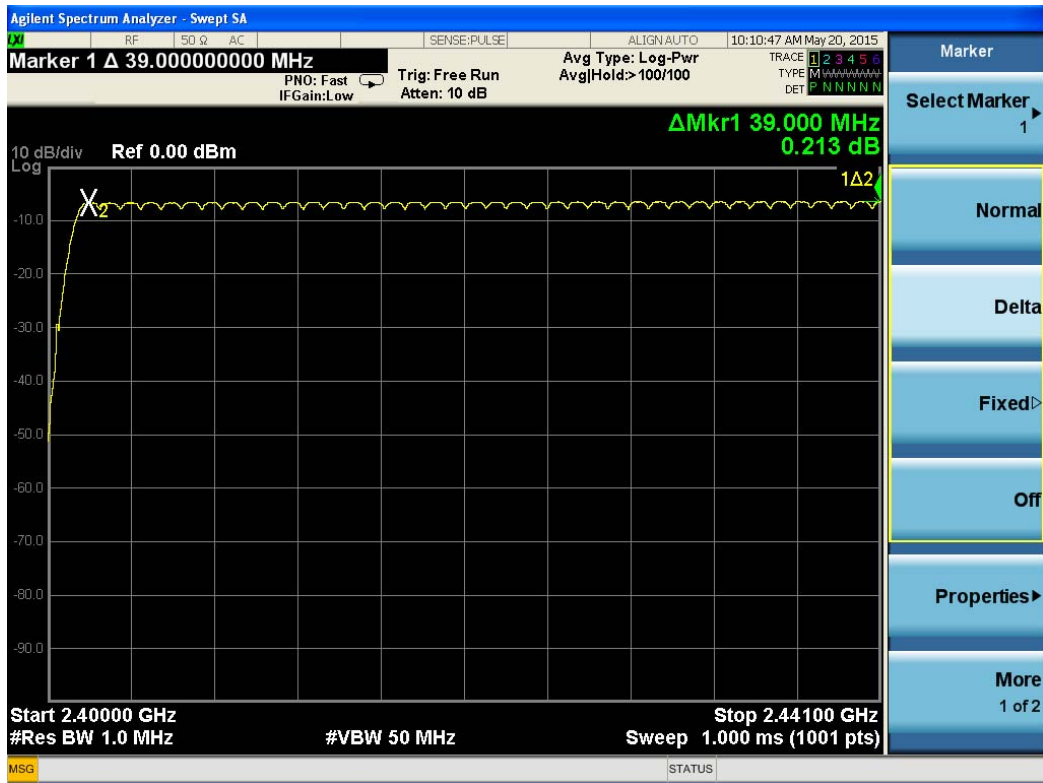 Agilent Spectrum Analyzer - Swept SA
LXI RF 50 Ω AC SENSE:PULSE ALIGN AUTO 10:10:47 AM May 20, 2015
Marker 1 Δ 39.000000000 MHz
PNO: Fast
IFGain:Low
Trig: Free Run
Atten: 10 dB
Avg Type: Log-Pwr
Avg|Hold:>100/100
TRACE 1 2 3 4 5 6
TYPE M
DET P N N N N N
ΔMkr1 39.000 MHz
0.213 dB
10 dB/div Ref 0.00 dBm
Log
1Δ2
X2
-10.0
-20.0
-30.0
-40.0
-50.0
-60.0
-70.0
-80.0
-90.0
Start 2.40000 GHz Stop 2.44100 GHz
#Res BW 1.0 MHz #VBW 50 MHz Sweep 1.000 ms (1001 pts)
MSG STATUS
Marker
Select Marker
1
Normal
Delta
Fixed
Off
Properties
More
1 of 2